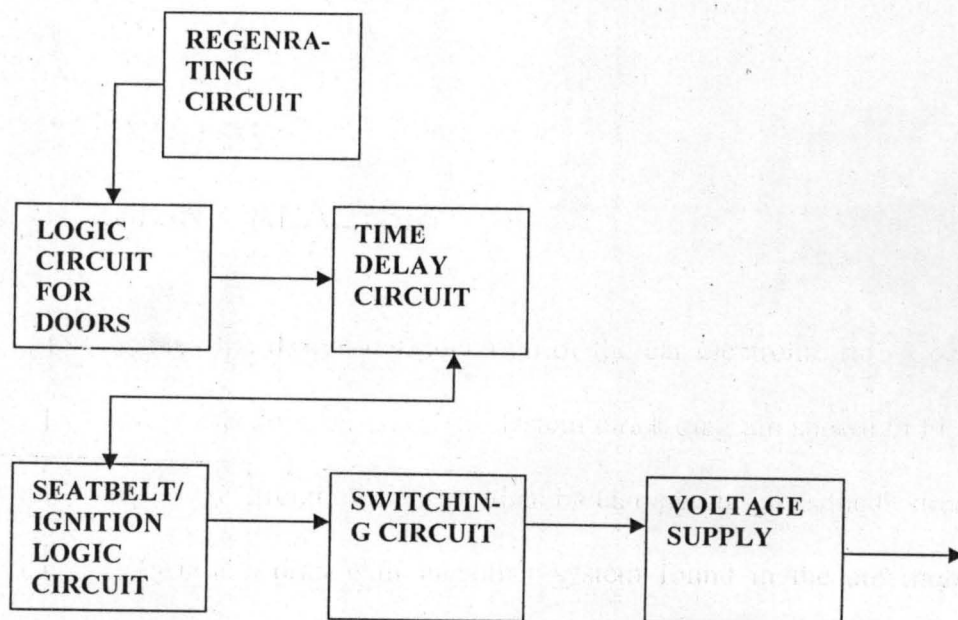 REGENRA-
TING
CIRCUIT
LOGIC
CIRCUIT
FOR
DOORS
TIME
DELAY
CIRCUIT
SEATBELT/
IGNITION
LOGIC
CIRCUIT
SWITCHIN-
G CIRCUIT
VOLTAGE
SUPPLY